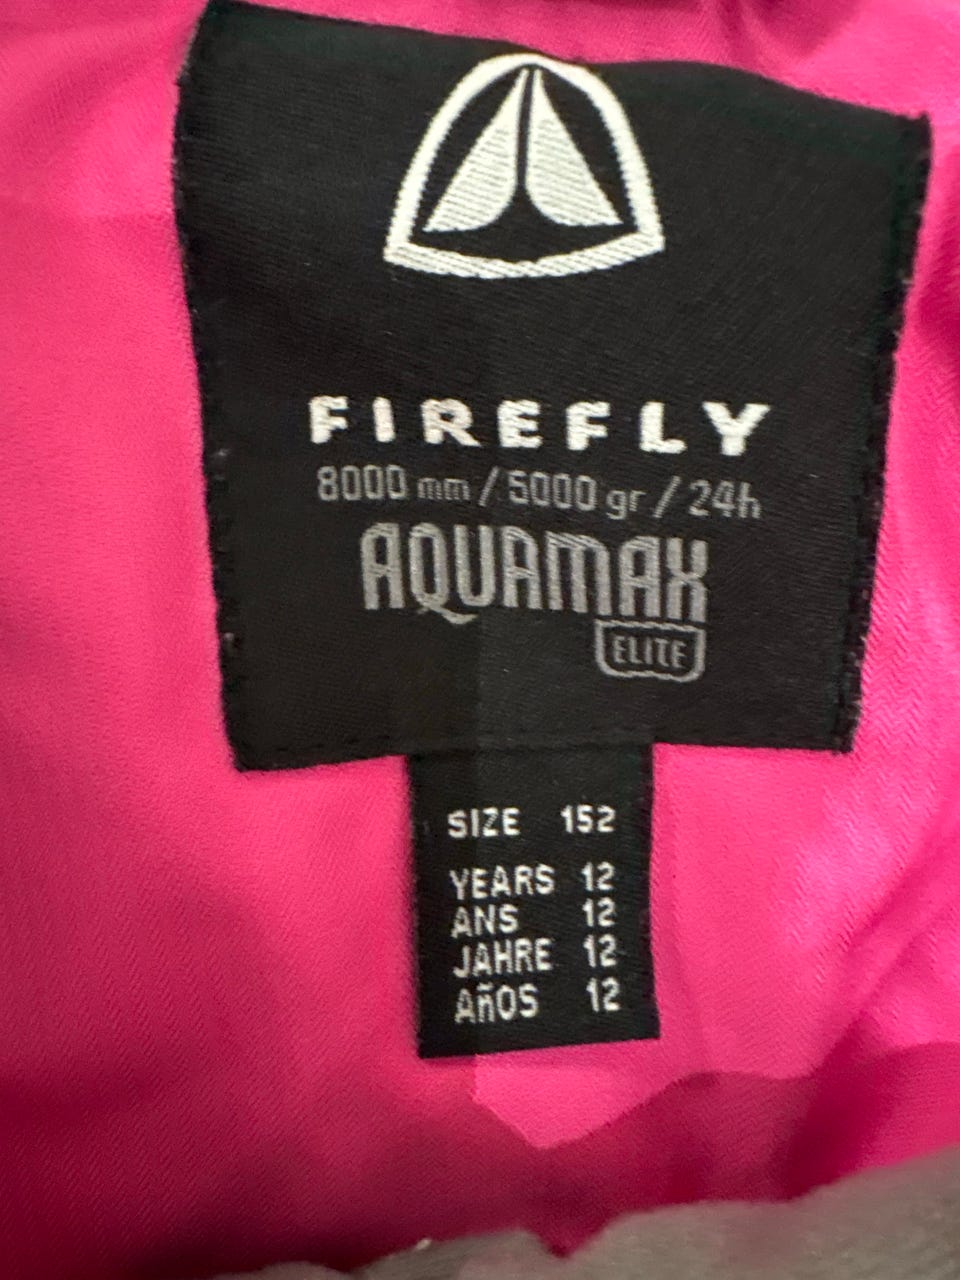 FIREFLY
8000 mm / 5000 gr / 24h
AQUAMAX
ELITE
SIZE 152
YEARS 12
ANS 12
JAHRE 12
AñOS 12